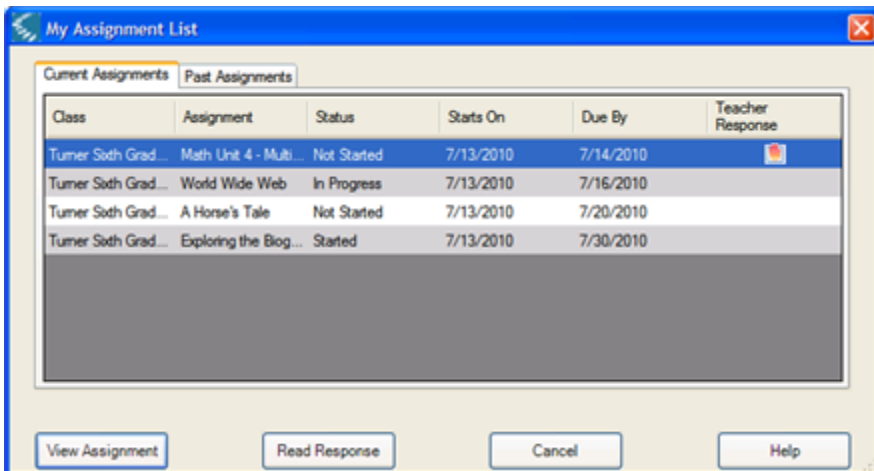 My Assignment List
Current Assignments Past Assignments
Class Assignment Status Starts On Due By Teacher Response
Turner Sixth Grad... Math Unit 4 - Multi... Not Started 7/13/2010 7/14/2010
Turner Sixth Grad... World Wide Web In Progress 7/13/2010 7/16/2010
Turner Sixth Grad... A Horse's Tale Not Started 7/13/2010 7/20/2010
Turner Sixth Grad... Exploring the Biog... Started 7/13/2010 7/30/2010
View Assignment Read Response Cancel Help